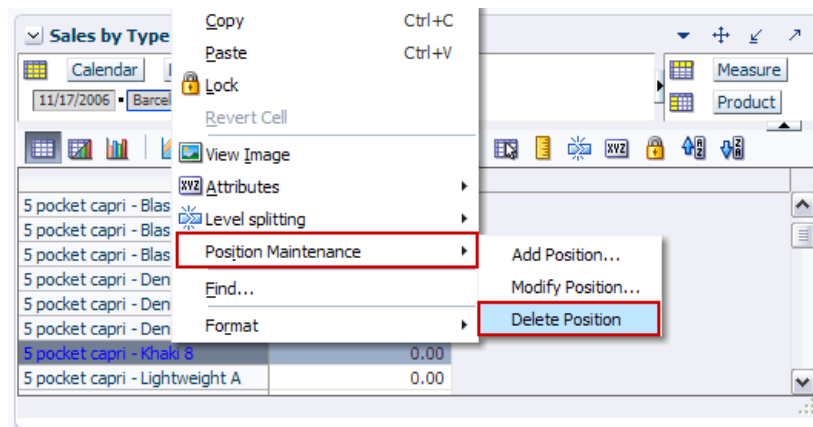 Sales by Type
Copy Ctrl+C
Paste Ctrl+V
Lock
Revert Cell
View Image
XYZ Attributes
Level splitting
Position Maintenance
Find...
Format
Add Position...
Modify Position...
Delete Position
Calendar
11/17/2006
Measure
Product
XYZ
5 pocket capri - Blas
5 pocket capri - Blas
5 pocket capri - Blas
5 pocket capri - Den
5 pocket capri - Den
5 pocket capri - Den
5 pocket capri - Khaki 8 0.00
5 pocket capri - Lightweight A 0.00